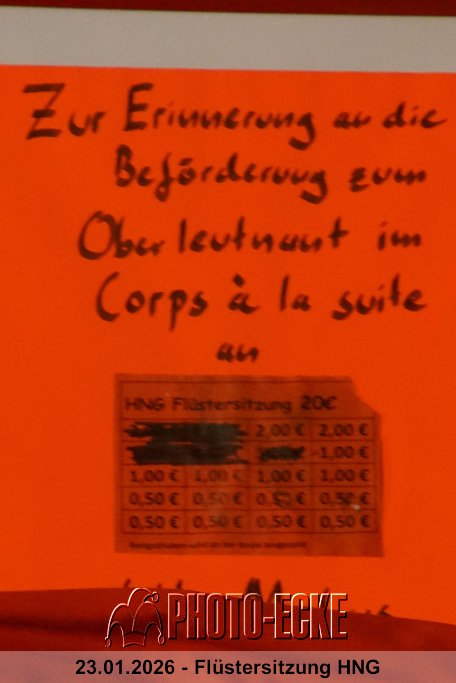 Zur Erinnerung an die
Beförderung zum
Oberleutnant im
Corps à la suite
an
HNG Flüstersitzung 20€
2,00 € 2,00 €
1,00 €
1,00 € 1,00 € 1,00 € 1,00 €
0,50 € 0,50 € 0,50 € 0,50 €
0,50 € 0,50 € 0,50 € 0,50 €
PHOTO-ECKE
23.01.2026 - Flüstersitzung HNG